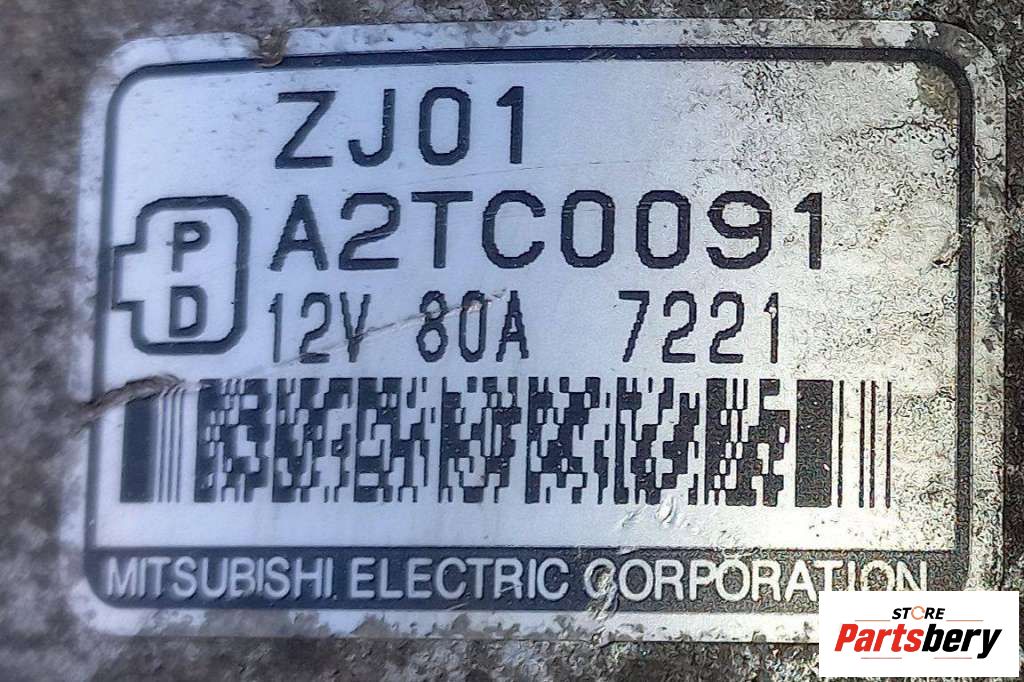 ZJ01
P
D
A2TC0091
12V 80A 7221
MITSUBISHI ELECTRIC CORPORATION
STORE
Partsbery